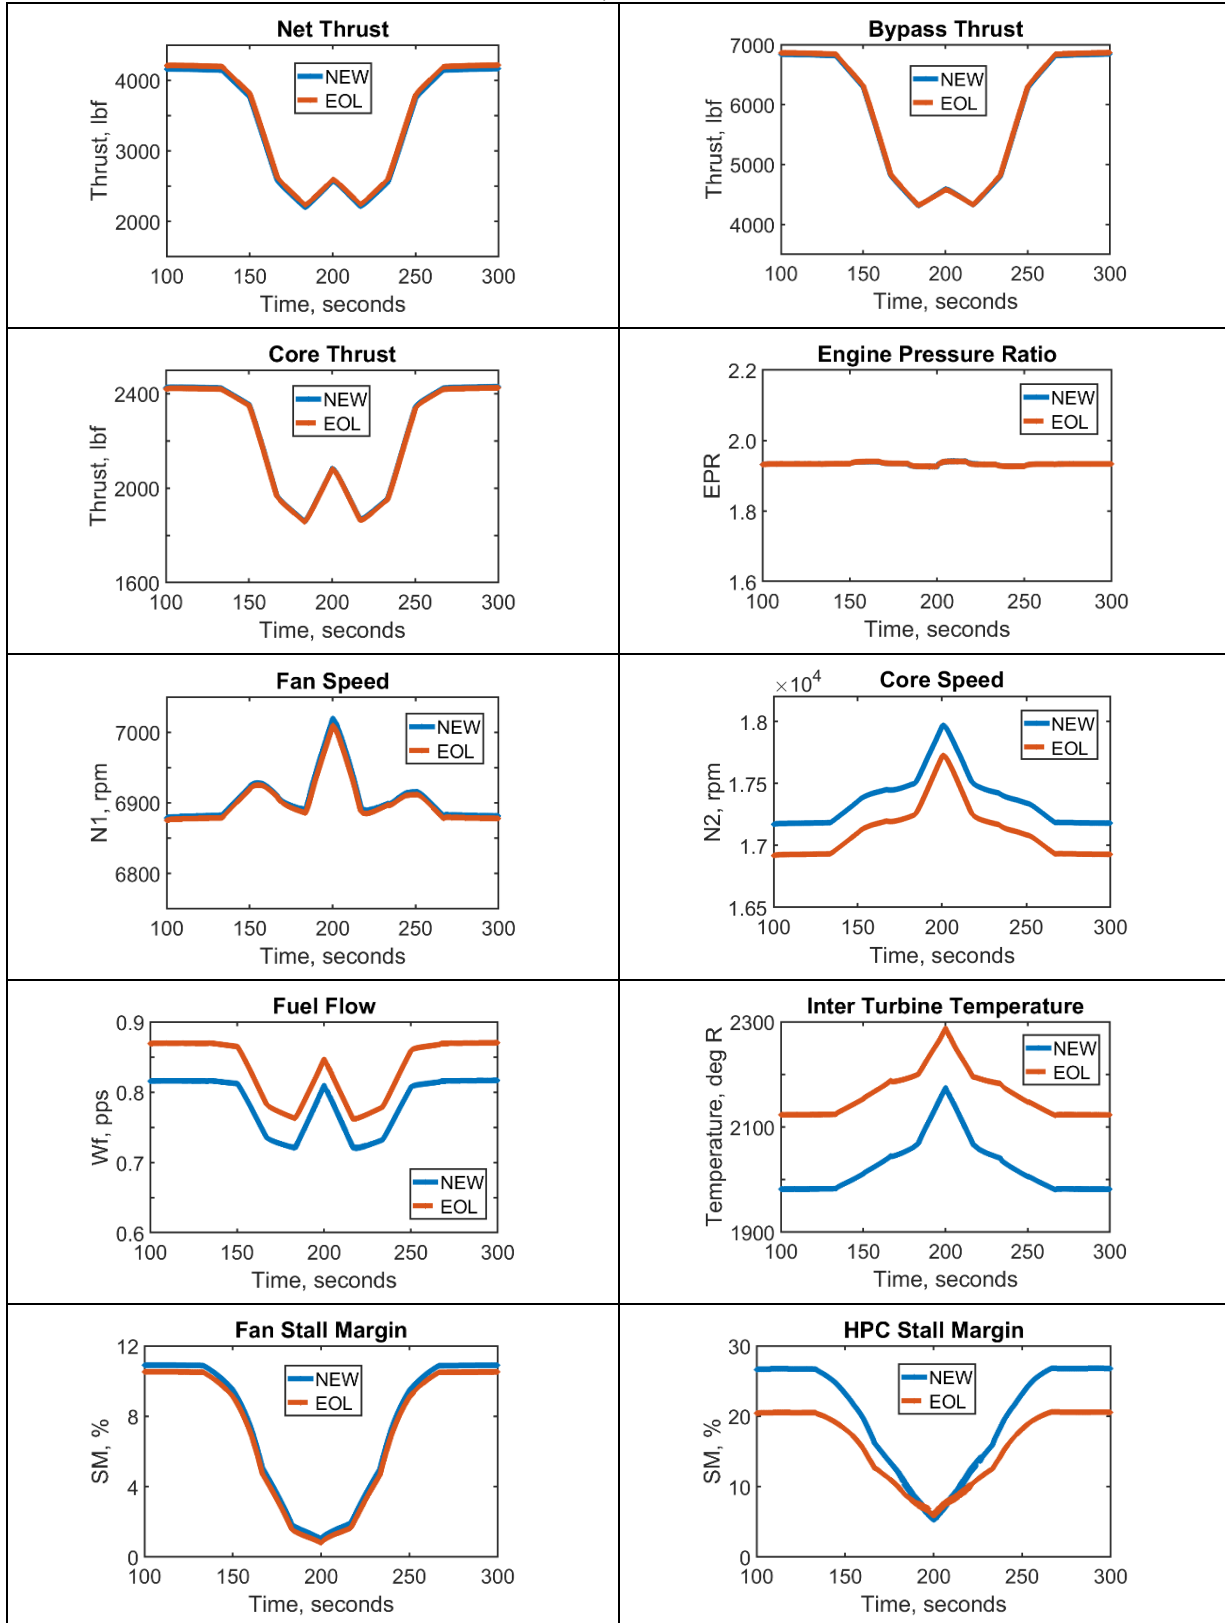 Net Thrust
Thrust, lbf
4000
3000
2000
NEW
EOL
100 150 200 250 300
Time, seconds
Bypass Thrust
Thrust, lbf
7000
6000
5000
4000
NEW
EOL
100 150 200 250 300
Time, seconds
Core Thrust
Thrust, lbf
2400
2000
1600
NEW
EOL
100 150 200 250 300
Time, seconds
Engine Pressure Ratio
EPR
2.2
2.0
1.8
1.6
NEW
EOL
100 150 200 250 300
Time, seconds
Fan Speed
N1, rpm
7000
6900
6800
NEW
EOL
100 150 200 250 300
Time, seconds
Core Speed
×10⁴
N2, rpm
1.8
1.75
1.7
1.65
NEW
EOL
100 150 200 250 300
Time, seconds
Fuel Flow
Wf, pps
0.9
0.8
0.7
0.6
NEW
EOL
100 150 200 250 300
Time, seconds
Inter Turbine Temperature
Temperature, deg R
2300
2100
1900
NEW
EOL
100 150 200 250 300
Time, seconds
Fan Stall Margin
SM, %
12
8
4
0
NEW
EOL
100 150 200 250 300
Time, seconds
HPC Stall Margin
SM, %
30
20
10
0
NEW
EOL
100 150 200 250 300
Time, seconds